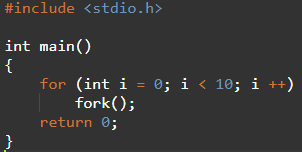 #include <stdio.h>
int main()
{
    for (int i = 0; i < 10; i ++)
        fork();
    return 0;
}